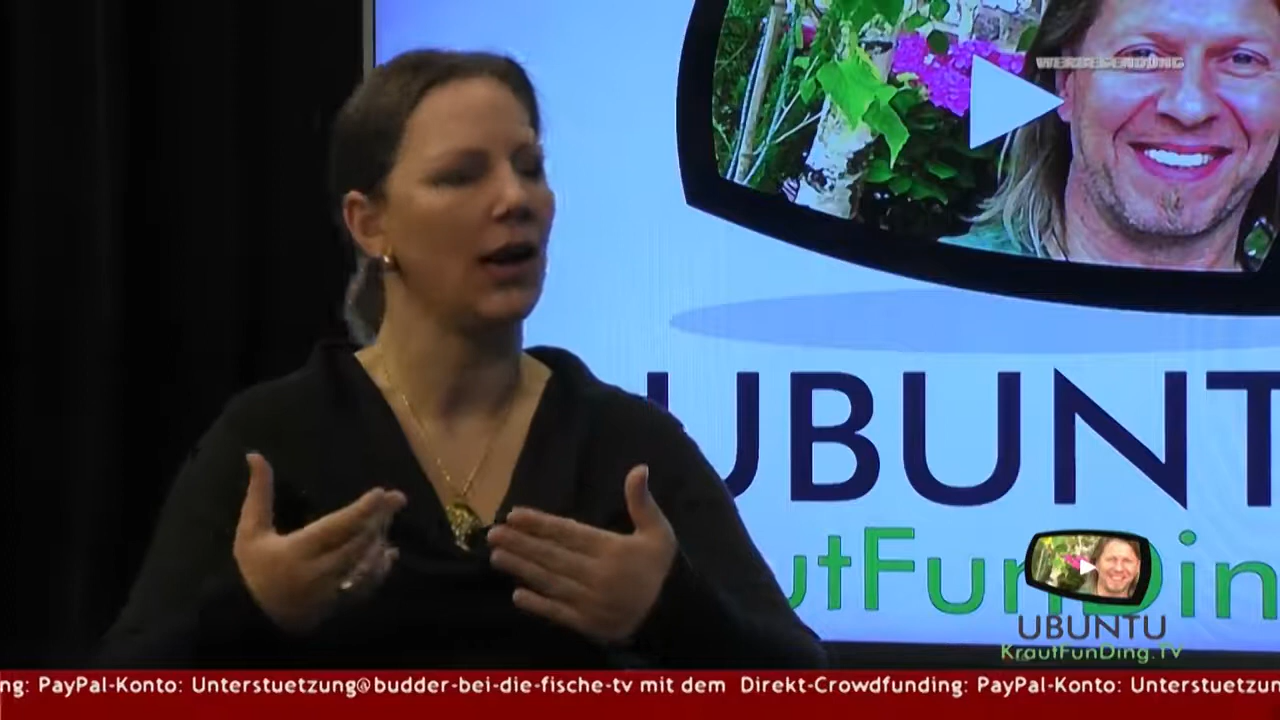 WERBESENDUNG
UBUNT
utFunDin
UBUNTU
KrautFunDing.TV
ng: PayPal-Konto: Unterstuetzung@budder-bei-die-fische-tv mit dem Direkt-Crowdfunding: PayPal-Konto: Unterstuetzun